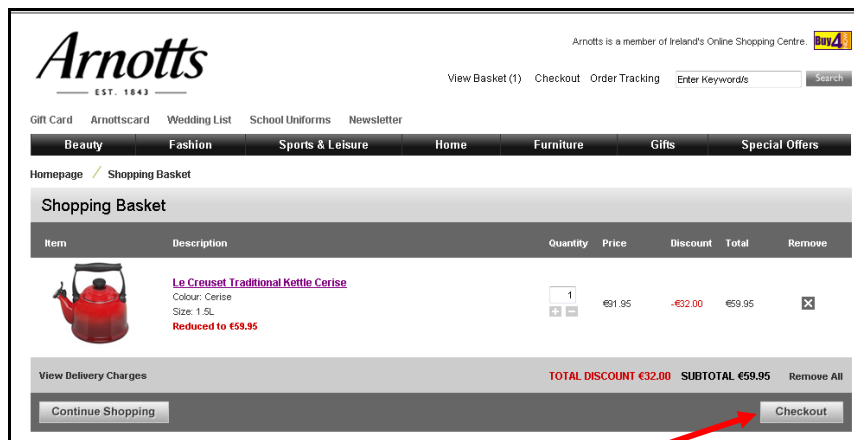 Arnotts
EST. 1843
Arnotts is a member of Ireland's Online Shopping Centre. Buy4
View Basket (1) Checkout Order Tracking Enter Keyword/s Search
Gift Card Arnottscard Wedding List School Uniforms Newsletter
Beauty Fashion Sports & Leisure Home Furniture Gifts Special Offers
Homepage / Shopping Basket
Shopping Basket
Item Description Quantity Price Discount Total Remove
Le Creuset Traditional Kettle Cerise
Colour: Cerise
Size: 1.5L
Reduced to €59.95
1 €91.95 -€32.00 €59.95
View Delivery Charges TOTAL DISCOUNT €32.00 SUBTOTAL €59.95 Remove All
Continue Shopping Checkout